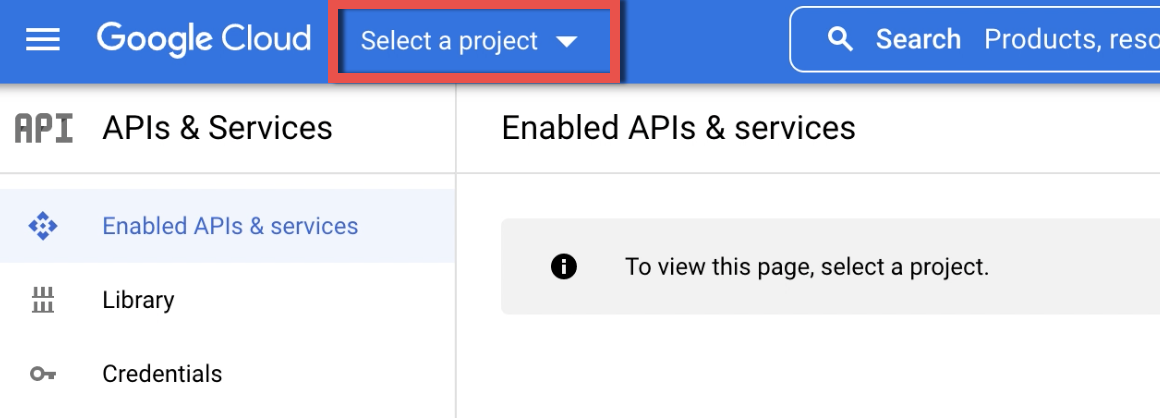 Google Cloud
Select a project
Search Products, reso
API
APIs & Services
Enabled APIs & services
Enabled APIs & services
To view this page, select a project.
Library
Credentials